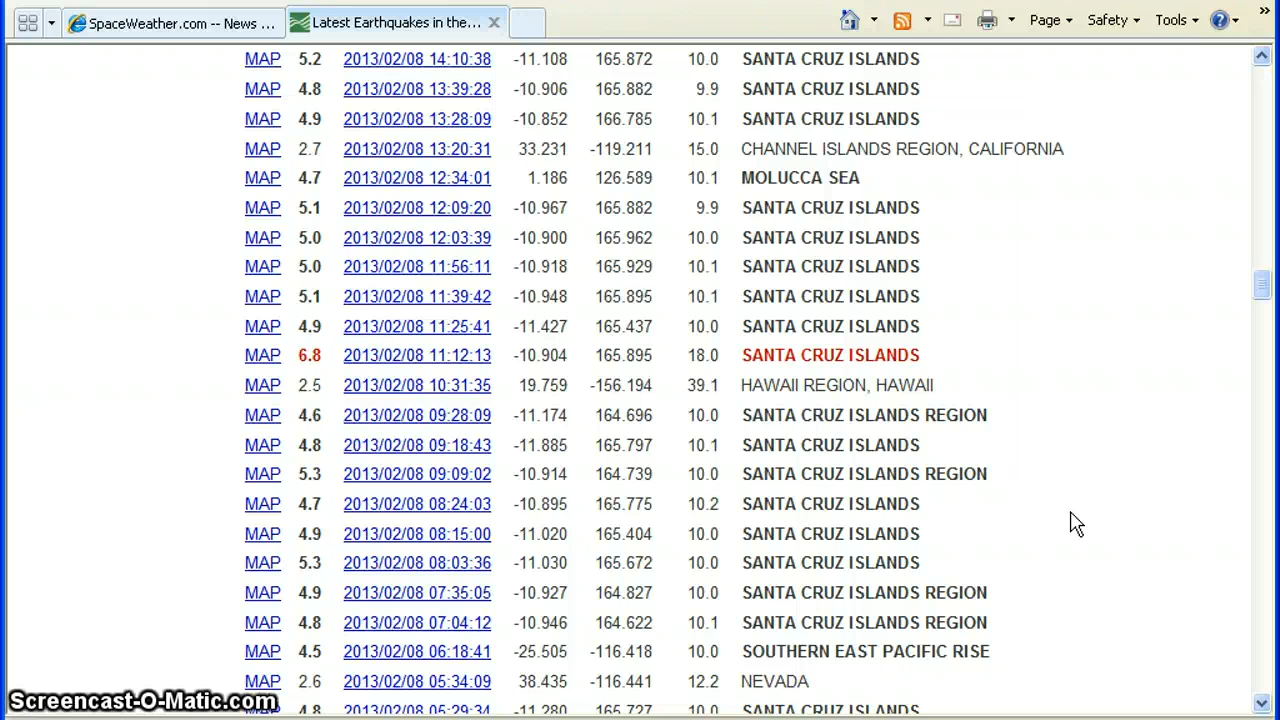 SpaceWeather.com -- News ...
Latest Earthquakes in the...
Page
Safety
Tools
MAP 5.2 2013/02/08 14:10:38 -11.108 165.872 10.0 SANTA CRUZ ISLANDS
MAP 4.8 2013/02/08 13:39:28 -10.906 165.882 9.9 SANTA CRUZ ISLANDS
MAP 4.9 2013/02/08 13:28:09 -10.852 166.785 10.1 SANTA CRUZ ISLANDS
MAP 2.7 2013/02/08 13:20:31 33.231 -119.211 15.0 CHANNEL ISLANDS REGION, CALIFORNIA
MAP 4.7 2013/02/08 12:34:01 1.186 126.589 10.1 MOLUCCA SEA
MAP 5.1 2013/02/08 12:09:20 -10.967 165.882 9.9 SANTA CRUZ ISLANDS
MAP 5.0 2013/02/08 12:03:39 -10.900 165.962 10.0 SANTA CRUZ ISLANDS
MAP 5.0 2013/02/08 11:56:11 -10.918 165.929 10.1 SANTA CRUZ ISLANDS
MAP 5.1 2013/02/08 11:39:42 -10.948 165.895 10.1 SANTA CRUZ ISLANDS
MAP 4.9 2013/02/08 11:25:41 -11.427 165.437 10.0 SANTA CRUZ ISLANDS
MAP 6.8 2013/02/08 11:12:13 -10.904 165.895 18.0 SANTA CRUZ ISLANDS
MAP 2.5 2013/02/08 10:31:35 19.759 -156.194 39.1 HAWAII REGION, HAWAII
MAP 4.6 2013/02/08 09:28:09 -11.174 164.696 10.0 SANTA CRUZ ISLANDS REGION
MAP 4.8 2013/02/08 09:18:43 -11.885 165.797 10.1 SANTA CRUZ ISLANDS
MAP 5.3 2013/02/08 09:09:02 -10.914 164.739 10.0 SANTA CRUZ ISLANDS REGION
MAP 4.7 2013/02/08 08:24:03 -10.895 165.775 10.2 SANTA CRUZ ISLANDS
MAP 4.9 2013/02/08 08:15:00 -11.020 165.404 10.0 SANTA CRUZ ISLANDS
MAP 5.3 2013/02/08 08:03:36 -11.030 165.672 10.0 SANTA CRUZ ISLANDS
MAP 4.9 2013/02/08 07:35:05 -10.927 164.827 10.0 SANTA CRUZ ISLANDS REGION
MAP 4.8 2013/02/08 07:04:12 -10.946 164.622 10.1 SANTA CRUZ ISLANDS REGION
MAP 4.5 2013/02/08 06:18:41 -25.505 -116.418 10.0 SOUTHERN EAST PACIFIC RISE
MAP 2.6 2013/02/08 05:34:09 38.435 -116.441 12.2 NEVADA
MAP 4.8 2013/02/08 05:29:34 -11.280 165.727 10.0 SANTA CRUZ ISLANDS
Screencast-O-Matic.com